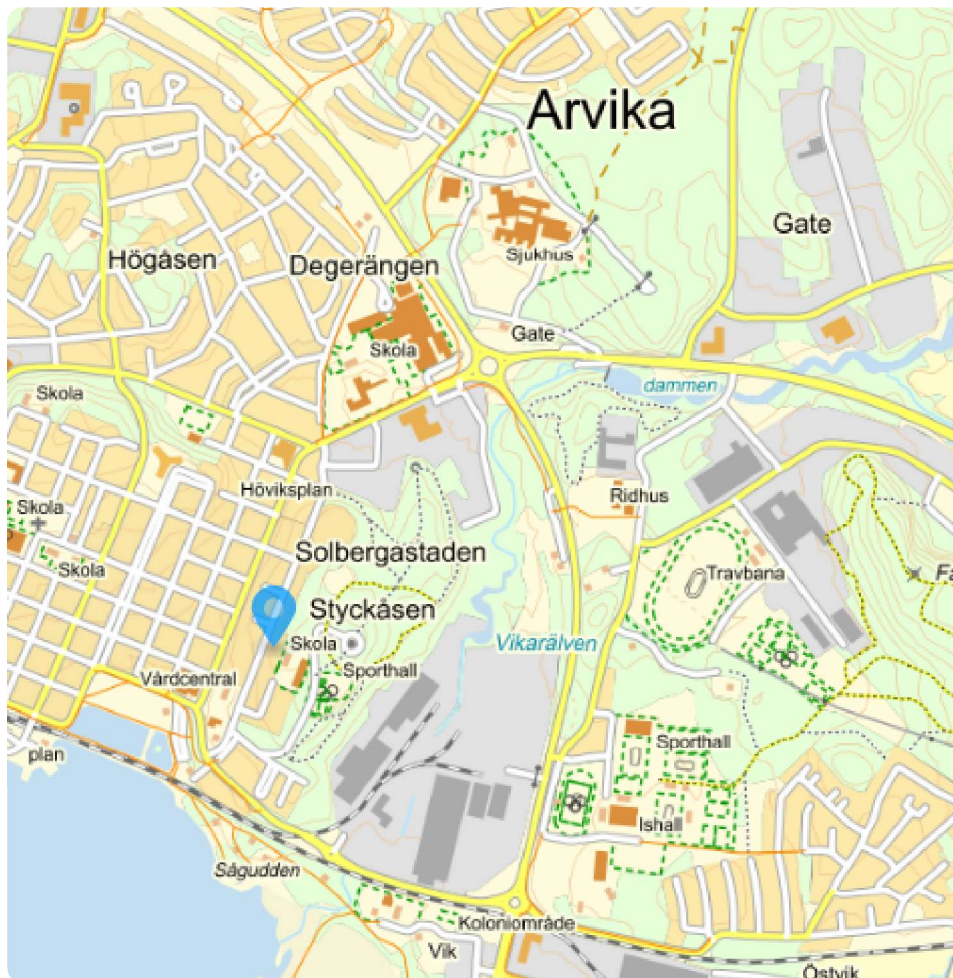 Arvika
Gate
Högåsen
Sjukhus
Degerängen
Gate
Skola
dammen
Skola
Höviksplan
Ridhus
Skola
Solbergastaden
Skola
Travbana
Styckåsen
Skola
Vikarälven
Sporthall
Vårdcentral
Sporthall
plan
Ishall
Sågudden
Koloniområde
Vik
Östvik